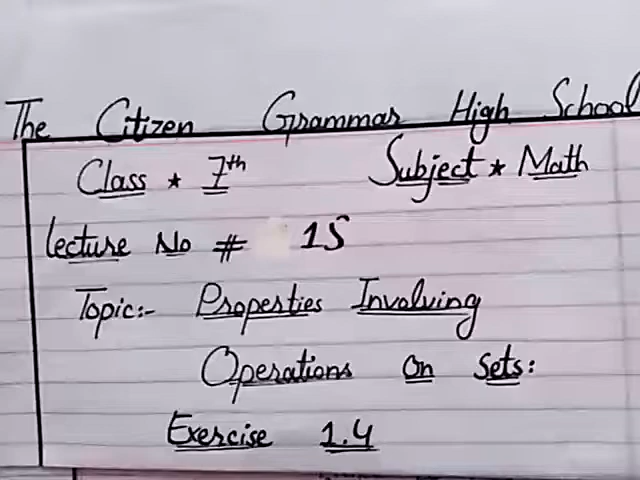 The Citizen Grammar High School
Class * 7th Subject * Math
Lecture No # 15
Topic:- Properties Involving
Operations on Sets:
Exercise 1.4